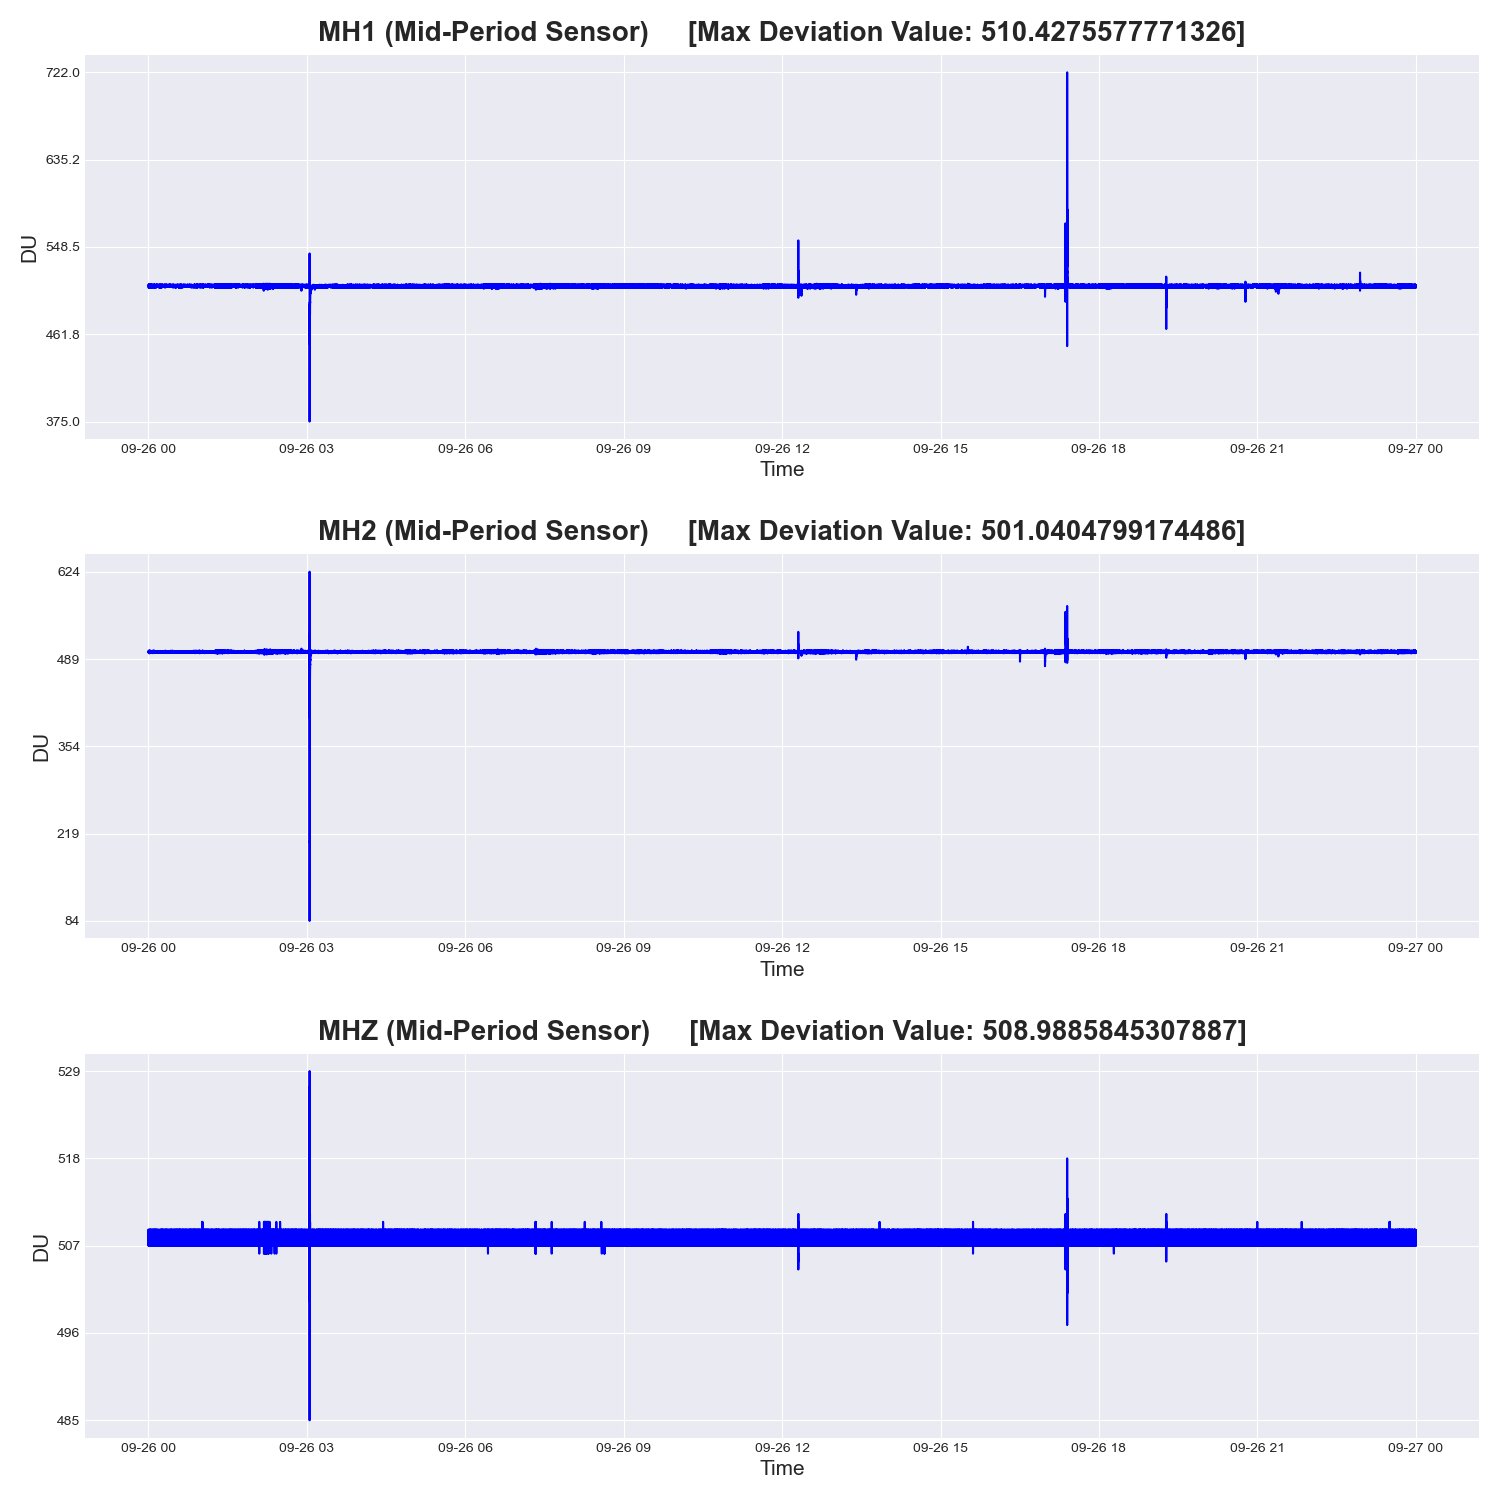 MH1 (Mid-Period Sensor) [Max Deviation Value: 510.4275577771326]
722.0
635.2
548.5
461.8
375.0
DU
09-26 00 09-26 03 09-26 06 09-26 09 09-26 12 09-26 15 09-26 18 09-26 21 09-27 00
Time
MH2 (Mid-Period Sensor) [Max Deviation Value: 501.0404799174486]
624
489
354
219
84
DU
09-26 00 09-26 03 09-26 06 09-26 09 09-26 12 09-26 15 09-26 18 09-26 21 09-27 00
Time
MHZ (Mid-Period Sensor) [Max Deviation Value: 508.9885845307887]
529
518
507
496
485
DU
09-26 00 09-26 03 09-26 06 09-26 09 09-26 12 09-26 15 09-26 18 09-26 21 09-27 00
Time